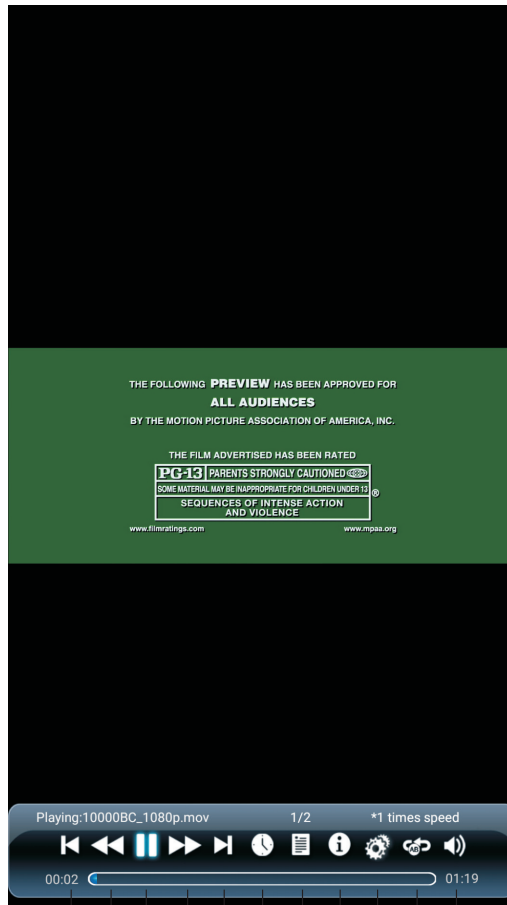 THE FOLLOWING PREVIEW HAS BEEN APPROVED FOR
ALL AUDIENCES
BY THE MOTION PICTURE ASSOCIATION OF AMERICA, INC.
THE FILM ADVERTISED HAS BEEN RATED
PG-13 PARENTS STRONGLY CAUTIONED
SOME MATERIAL MAY BE INAPPROPRIATE FOR CHILDREN UNDER 13 ®
SEQUENCES OF INTENSE ACTION
AND VIOLENCE
www.filmratings.com www.mpaa.org
Playing:10000BC_1080p.mov 1/2 *1 times speed
AB
00:02 01:19